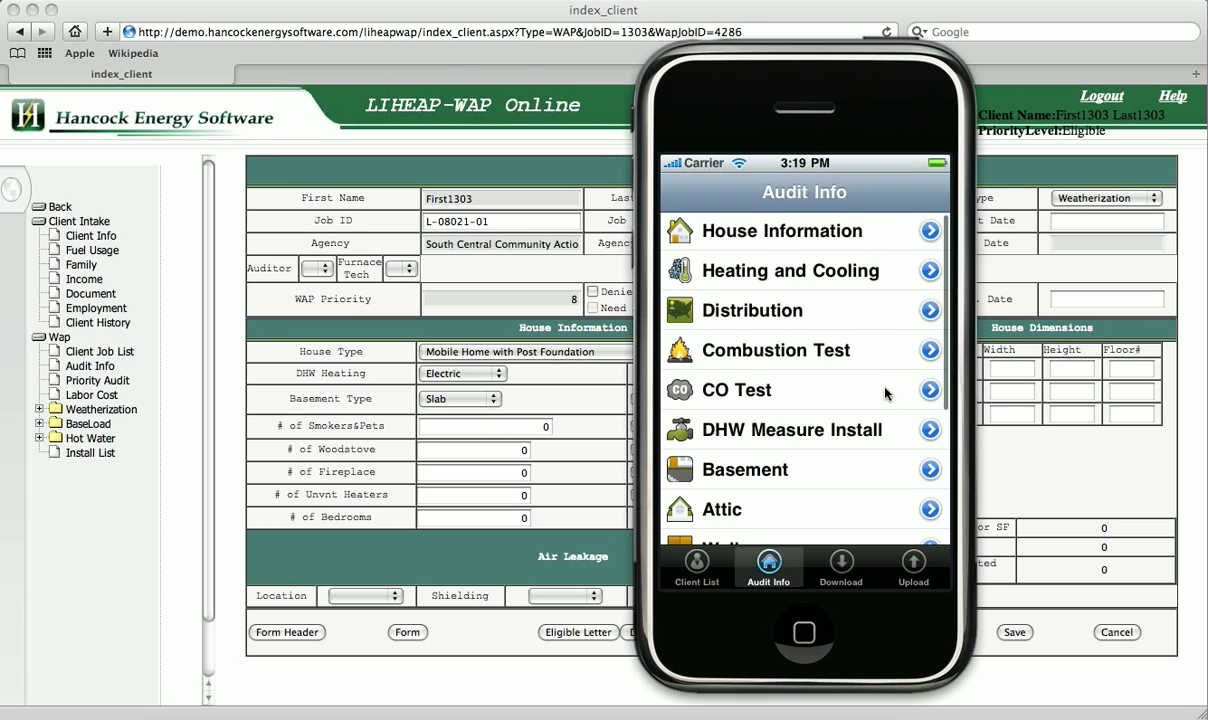 index_client
http://demo.hancockenergysoftware.com/liheapwap/index_client.aspx?Type=WAP&JobID=1303&WapJobID=4286
Google
Apple
Wikipedia
index_client
Hancock Energy Software
LIHEAP-WAP Online
Logout
Help
Client Name:First1303 Last1303
PriorityLevel:Eligible
Back
Client Intake
Client Info
Fuel Usage
Family
Income
Document
Employment
Client History
Wap
Client Job List
Audit Info
Priority Audit
Labor Cost
Weatherization
BaseLoad
Hot Water
Install List
First Name
First1303
Job ID
L-08021-01
Job
Agency
South Central Community Actio
Auditor
Furnace
Tech
WAP Priority
8
Denie
Need
Weatherization
Date
Date
. Date
House Information
House Dimensions
House Type
Mobile Home with Post Foundation
Width
Height
Floor#
DHW Heating
Electric
Basement Type
Slab
# of Smokers&Pets
0
# of Woodstove
0
# of Fireplace
0
# of Unvnt Heaters
0
# of Bedrooms
0
or SF
0
0
0
Air Leakage
Location
Shielding
Form Header
Form
Eligible Letter
Save
Cancel
Carrier
3:19 PM
Audit Info
House Information
Heating and Cooling
Distribution
Combustion Test
CO
CO Test
DHW Measure Install
Basement
Attic
Client List
Audit Info
Download
Upload